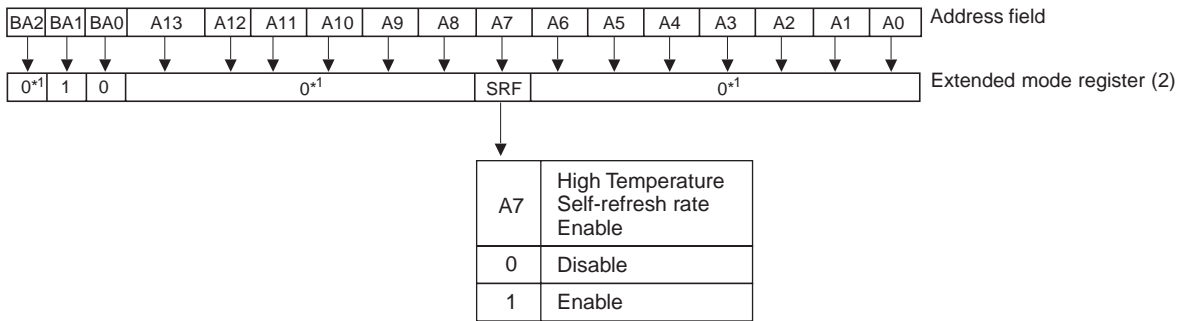 BA2 BA1 BA0 A13 A12 A11 A10 A9 A8 A7 A6 A5 A4 A3 A2 A1 A0 Address field
0*1 1 0 0*1 SRF 0*1 Extended mode register (2)
A7 High Temperature
Self-refresh rate
Enable
0 Disable
1 Enable